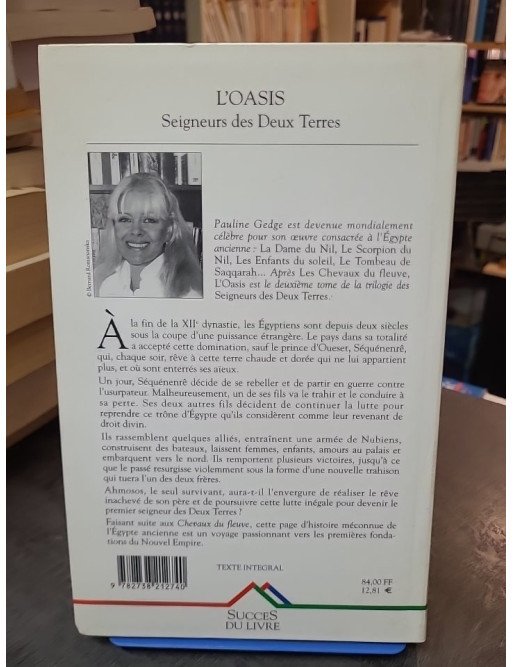 L'OASIS
Seigneurs des Deux Terres
© Bernard Romanowski
Pauline Gedge est devenue mondialement
célèbre pour son œuvre consacrée à l'Égypte
ancienne : La Dame du Nil, Le Scorpion du
Nil, Les Enfants du soleil, Le Tombeau de
Saqqarah... Après Les Chevaux du fleuve,
L'Oasis est le deuxième tome de la trilogie des
Seigneurs des Deux Terres.
À la fin de la XIIe dynastie, les Égyptiens sont depuis deux siècles
sous la coupe d'une puissance étrangère. Le pays dans sa totalité
a accepté cette domination, sauf le prince d'Oueset, Séquénenrê,
qui, chaque soir, rêve à cette terre chaude et dorée qui ne lui appartient
plus, et où sont enterrés ses aïeux.
Un jour, Séquénenrê décide de se rebeller et de partir en guerre contre
l'usurpateur. Malheureusement, un de ses fils va le trahir et le conduire à
sa perte. Ses deux autres fils décident de continuer la lutte pour
reprendre ce trône d'Égypte qu'ils considèrent comme leur revenant de
droit divin.
Ils rassemblent quelques alliés, entraînent une armée de Nubiens,
construisent des bateaux, laissent femmes, enfants, amours au palais et
embarquent vers le nord. Ils remportent plusieurs victoires, jusqu'à ce
que le passé resurgisse violemment sous la forme d'une nouvelle trahison
qui tuera l'un des deux frères.
Ahmosos, le seul survivant, aura-t-il l'envergure de réaliser le rêve
inachevé de son père et de poursuivre cette lutte inégale pour devenir le
premier seigneur des Deux Terres ?
Faisant suite aux Chevaux du fleuve, cette page d'histoire méconnue de
l'Égypte ancienne est un voyage passionnant vers les premières fonda-
tions du Nouvel Empire.
TEXTE INTEGRAL
84,00 FF
12,81 €
9 782738 212740
SUCCES
DU LIVRE